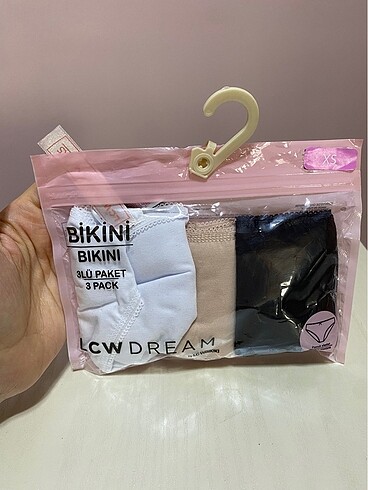 XS
BİKİNİ
BIKINI
3LÜ PAKET
3 PACK
LCW DREAM